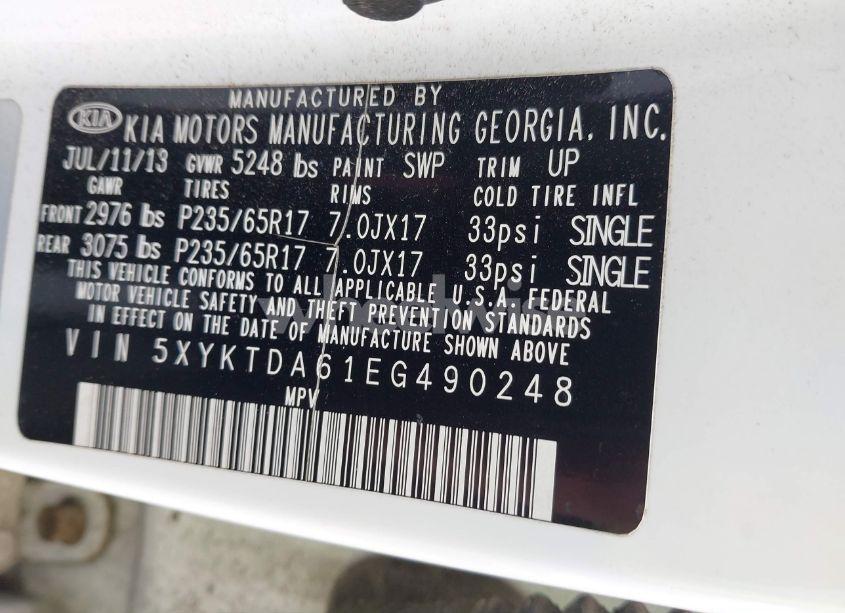 MANUFACTURED BY
KIA KIA MOTORS MANUFACTURING GEORGIA, INC.
JUL/11/13 GVWR 5248 lbs PAINT SWP TRIM UP
GAWR TIRES RIMS COLD TIRE INFL
FRONT 2976 lbs P235/65R17 7.0JX17 33psi SINGLE
REAR 3075 lbs P235/65R17 7.0JX17 33psi SINGLE
THIS VEHICLE CONFORMS TO ALL APPLICABLE U.S.A. FEDERAL
MOTOR VEHICLE SAFETY AND THEFT PREVENTION STANDARDS
IN EFFECT ON THE DATE OF MANUFACTURE SHOWN ABOVE
VIN 5XYKTDA61EG490248
MPV